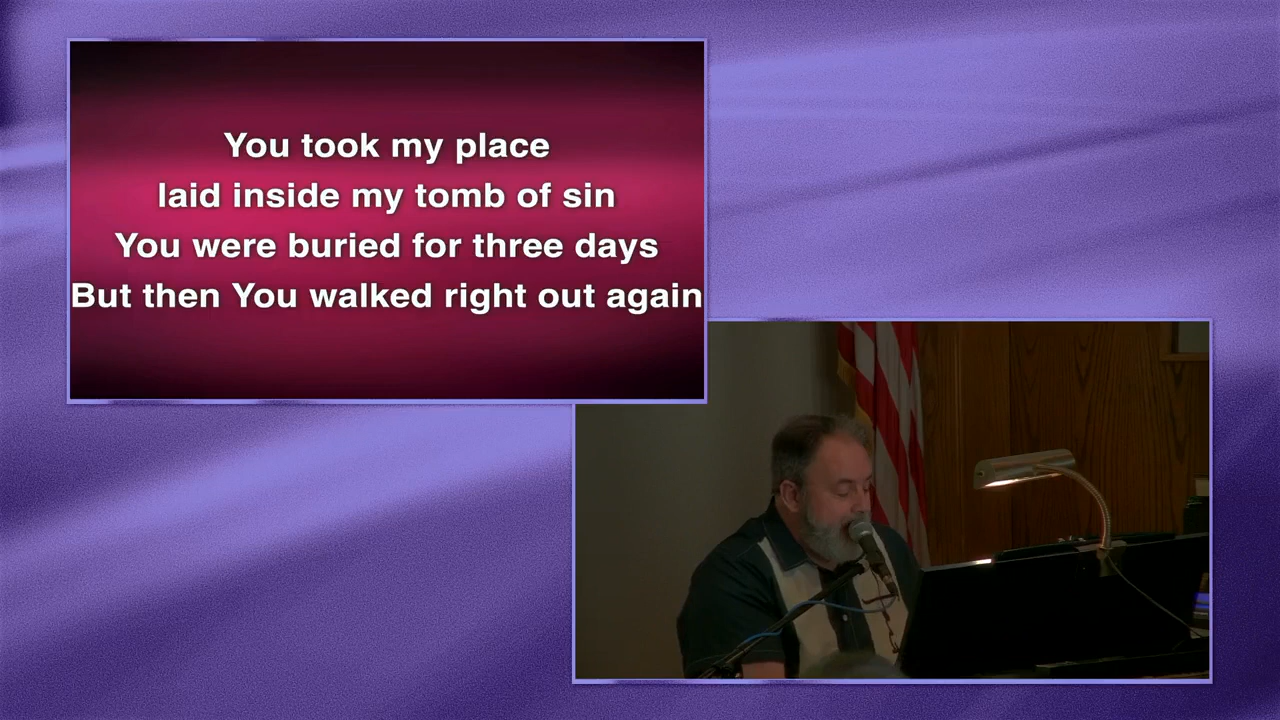 You took my place
laid inside my tomb of sin
You were buried for three days
But then You walked right out again